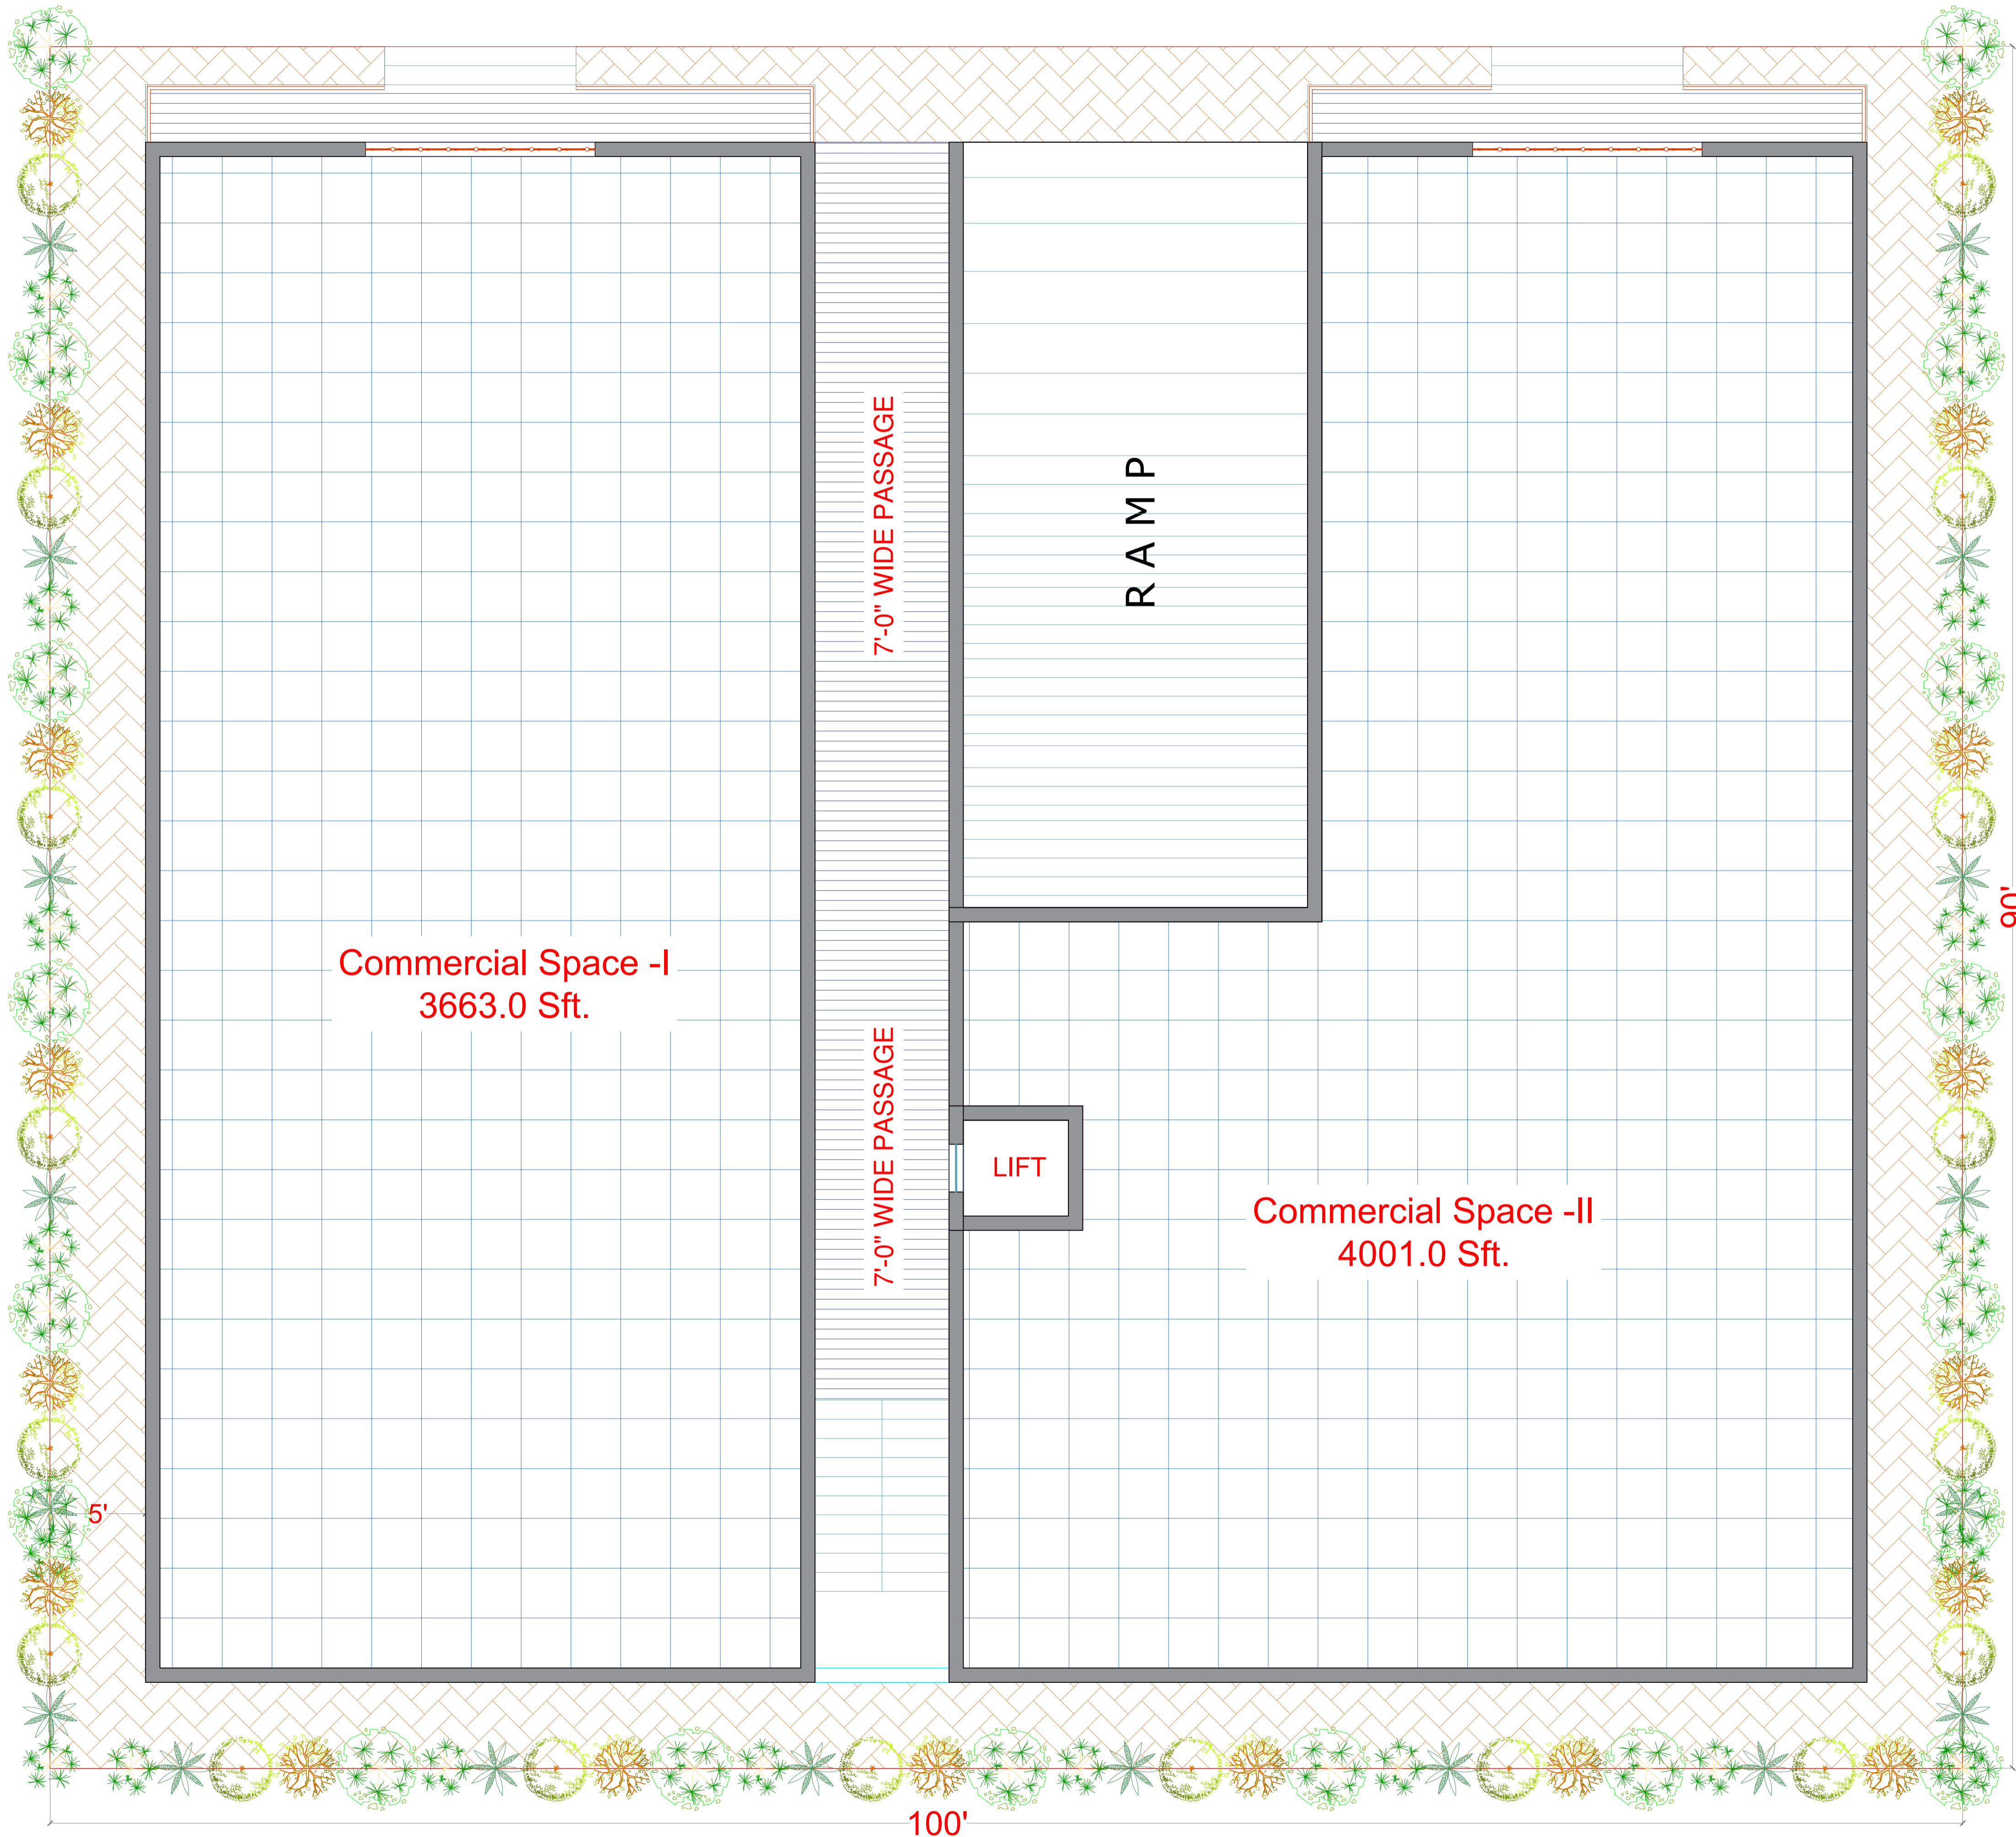 7'-0" WIDE PASSAGE
RAMP
90'
Commercial Space -I
3663.0 Sft.
7'-0" WIDE PASSAGE
LIFT
Commercial Space -II
4001.0 Sft.
5'
100'